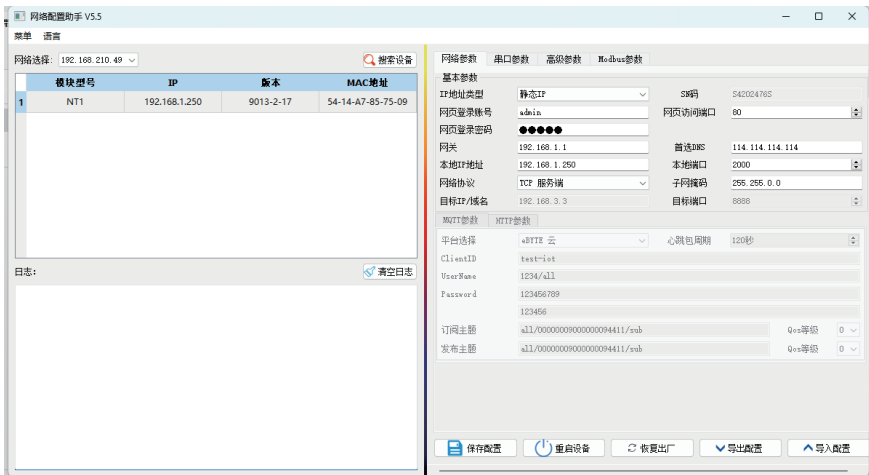 网络配置助手 V5.5
菜单 语言
网络选择: 192.168.210.49 搜索设备
模块型号 IP 版本 MAC地址
1 NT1 192.168.1.250 9013-2-17 54-14-A7-85-75-09
日志: 清空日志
网络参数 串口参数 高级参数 Modbus参数
基本参数
IP地址类型 静态IP SN码 S4202476S
网页登录账号 admin 网页访问端口 80
网页登录密码 ●●●●●
网关 192.168.1.1 首选DNS 114.114.114.114
本地IP地址 192.168.1.250 本地端口 2000
网络协议 TCP 服务端 子网掩码 255.255.0.0
目标IP/域名 192.168.3.3 目标端口 8888
MQTT参数 HTTP参数
平台选择 eBYTE 云 心跳包周期 120秒
ClientID test-iot
UserName 1234/all
Password 123456789
123456
订阅主题 all/00000009000000094411/sub Qos等级 0
发布主题 all/00000009000000094411/sub Qos等级 0
保存配置 重启设备 恢复出厂 导出配置 导入配置